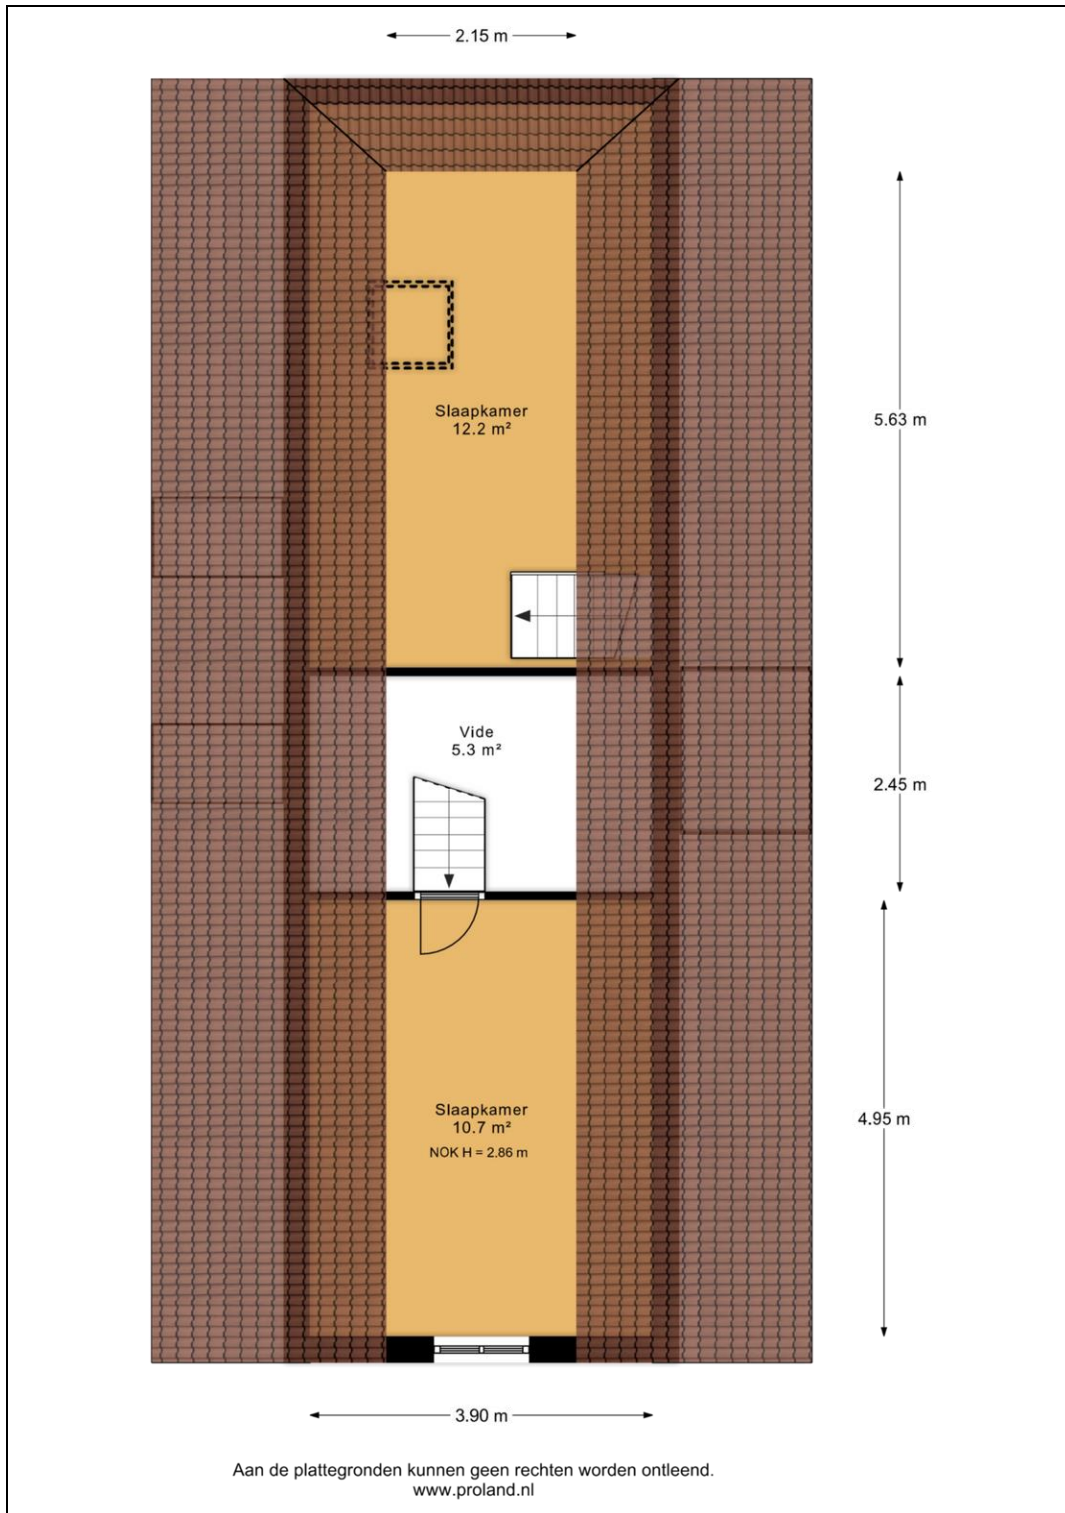 2.15 m
Slaapkamer
12.2 m²
5.63 m
Vide
5.3 m²
2.45 m
Slaapkamer
10.7 m²
NOK H = 2.86 m
4.95 m
3.90 m
Aan de plattegronden kunnen geen rechten worden ontleend.
www.proland.nl